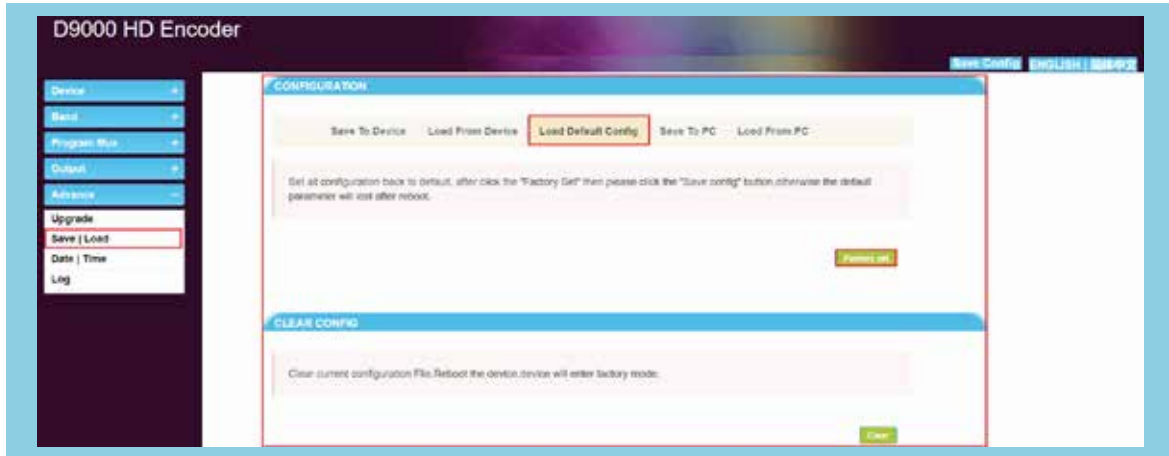 D9000 HD Encoder
Save Config ENGLISH | 简体中文
Device +
Band +
Program Mux +
Output +
Advance −
Upgrade
Save | Load
Date | Time
Log
CONFIGURATION
Save To Device Load From Device Load Default Config Save To PC Load From PC
Set all configuration back to default, after click the "Factory Set" then please click the "Save config" button.otherwise the default
parameter will lost after reboot.
Factory set
CLEAR CONFIG
Clear current configuration File.Reboot the device.device will enter factory mode.
Clear